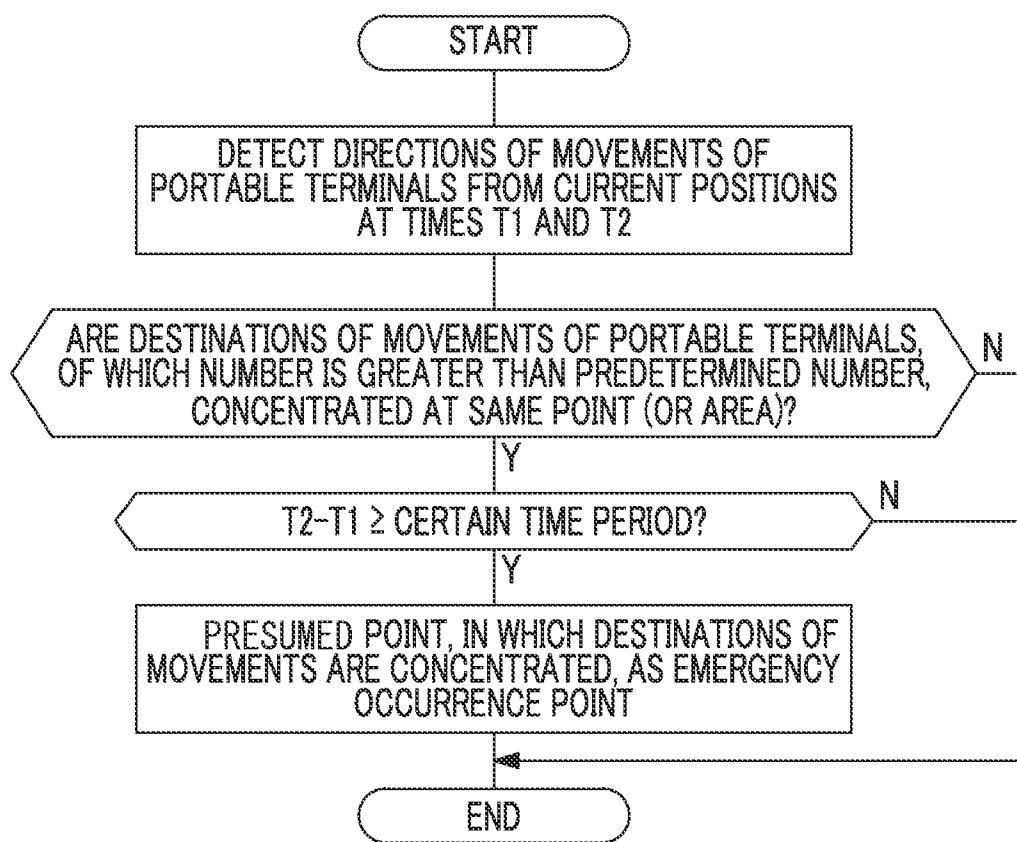 START
DETECT DIRECTIONS OF MOVEMENTS OF
PORTABLE TERMINALS FROM CURRENT POSITIONS
AT TIMES T1 AND T2
ARE DESTINATIONS OF MOVEMENTS OF PORTABLE TERMINALS,
OF WHICH NUMBER IS GREATER THAN PREDETERMINED NUMBER,
CONCENTRATED AT SAME POINT (OR AREA)?
N
Y
T2-T1 ≥ CERTAIN TIME PERIOD?
N
Y
PRESUMED POINT, IN WHICH DESTINATIONS OF
MOVEMENTS ARE CONCENTRATED, AS EMERGENCY
OCCURRENCE POINT
END